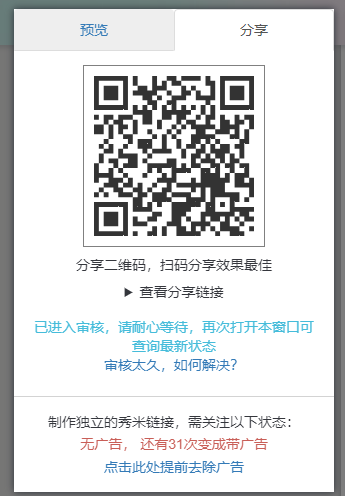 预览
分享
分享二维码，扫码分享效果最佳
▶ 查看分享链接
已进入审核，请耐心等待，再次打开本窗口可
查询最新状态
审核太久，如何解决?
制作独立的秀米链接，需关注以下状态：
无广告， 还有31次变成带广告
点击此处提前去除广告